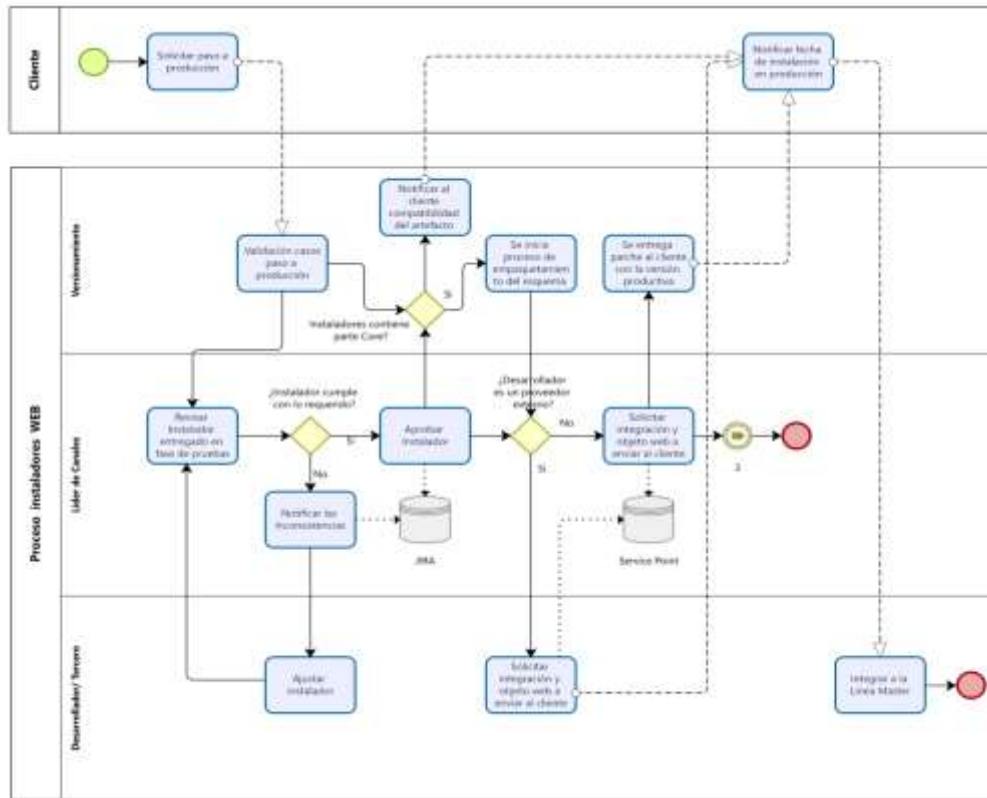 Cliente
Solicitar paso a
producción
Notificar fecha
de instalación
en producción
Proceso instaladores WEB
Versionamiento
Notificar al
cliente
compatibilidad
del artefacto
Validación casos
paso a
producción
Se inicia
proceso de
empaquetamien
to del esquema
Se entrega
parche al cliente
con la versión
productiva
Si
Instaladores contiene
parte Core?
Líder de Canales
¿Instalador cumple
con lo requerido?
¿Desarrollador
es un proveedor
externo?
Revisar
Instalador
entregado en
fase de pruebas
Si
Aprobar
instalador
No
Solicitar
integración y
objeto web a
enviar al cliente
3
No
Si
Notificar las
inconsistencias
JIRA
Service Point
Desarrollador/ Tercero
Ajustar
instalador
Solicitar
integración y
objeto web a
enviar al cliente
Integrar a la
Línea Master